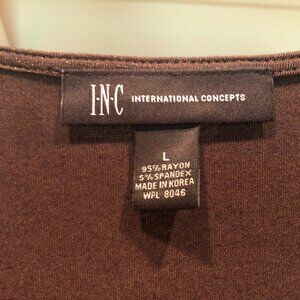 I·N·C INTERNATIONAL CONCEPTS
L
95% RAYON
5% SPANDEX
MADE IN KOREA
WPL 8046